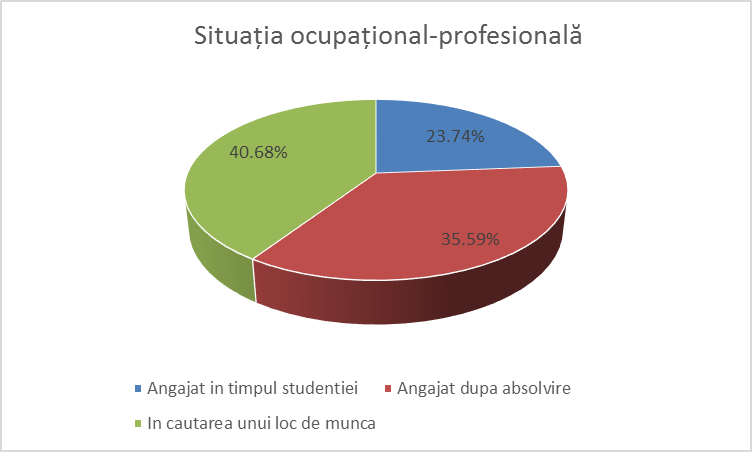 Situația ocupațional-profesională
23.74%
40.68%
35.59%
Angajat in timpul studentiei
Angajat dupa absolvire
In cautarea unui loc de munca